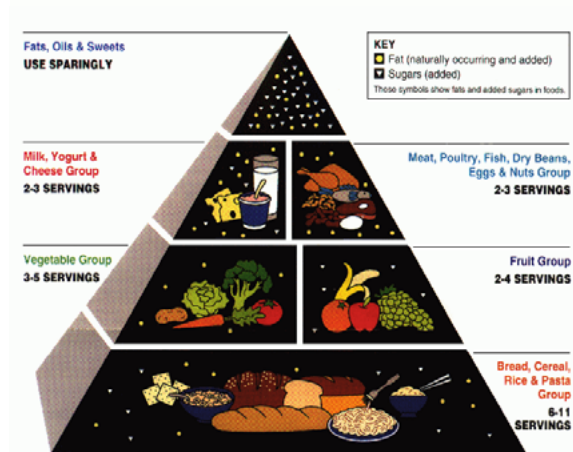 Fats, Oils & Sweets
USE SPARINGLY
KEY
Fat (naturally occurring and added)
Sugars (added)
These symbols show fats and added sugars in foods.
Milk, Yogurt &
Cheese Group
2-3 SERVINGS
Meat, Poultry, Fish, Dry Beans,
Eggs & Nuts Group
2-3 SERVINGS
Vegetable Group
3-5 SERVINGS
Fruit Group
2-4 SERVINGS
Bread, Cereal,
Rice & Pasta
Group
6-11
SERVINGS